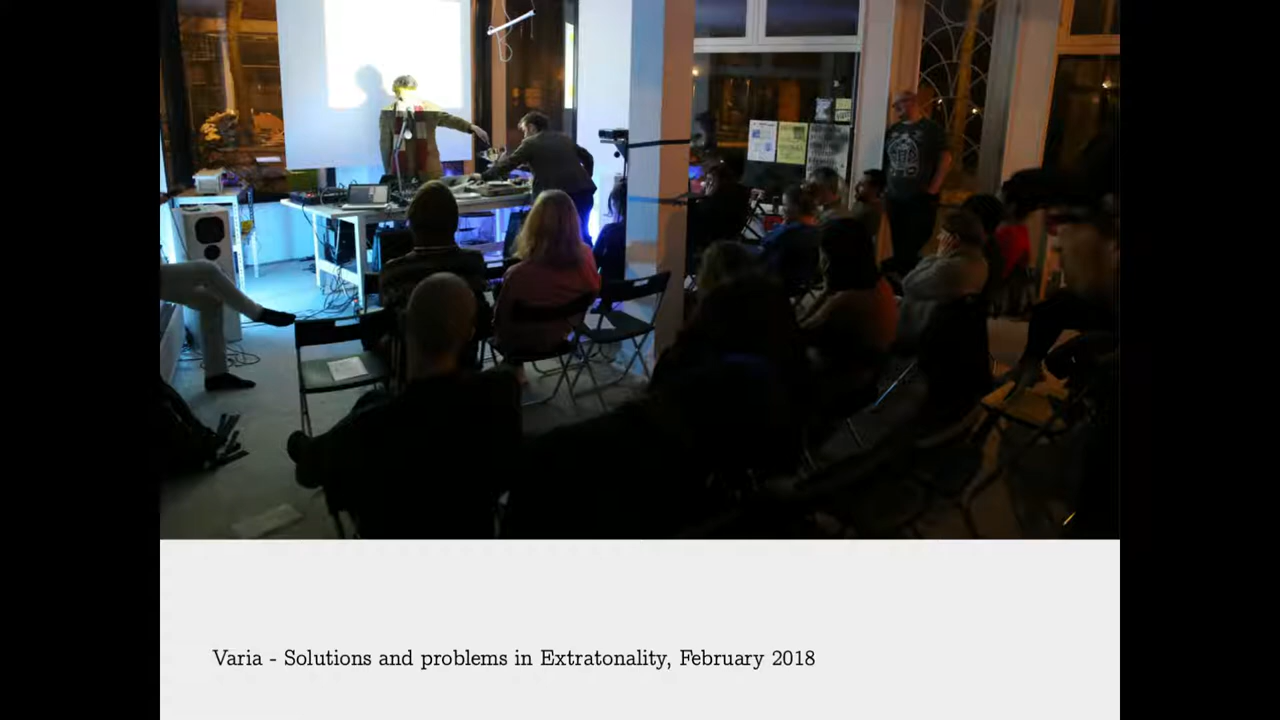 Varia - Solutions and problems in Extratonality, February 2018